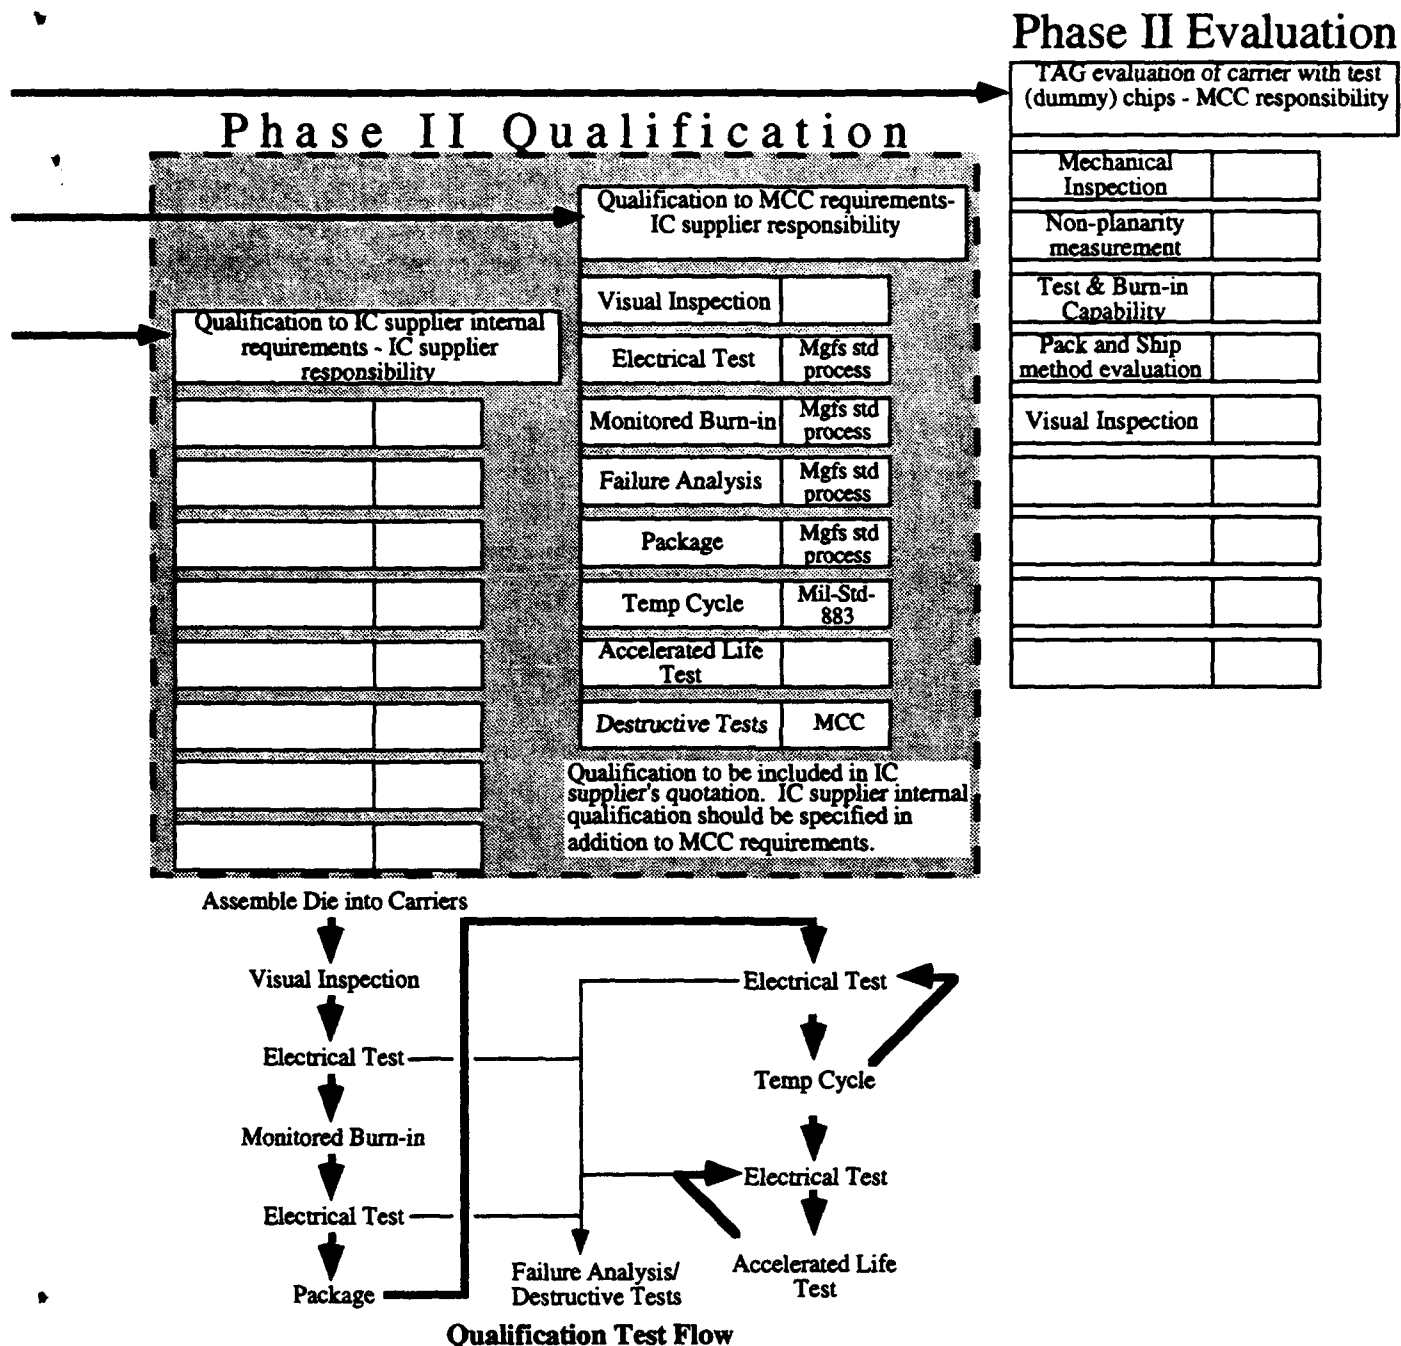 Phase II Evaluation
TAG evaluation of carrier with test
(dummy) chips - MCC responsibility
Mechanical
Inspection
Non-planarity
measurement
Test & Burn-in
Capability
Pack and Ship
method evaluation
Visual Inspection
Phase II Qualification
Qualification to MCC requirements-
IC supplier responsibility
Visual Inspection
Electrical Test
Mgfs std
process
Monitored Burn-in
Mgfs std
process
Failure Analysis
Mgfs std
process
Package
Mgfs std
process
Temp Cycle
Mil-Std-
883
Accelerated Life
Test
Destructive Tests
MCC
Qualification to be included in IC
supplier's quotation. IC supplier internal
qualification should be specified in
addition to MCC requirements.
Qualification to IC supplier internal
requirements - IC supplier
responsibility
Assemble Die into Carriers
Visual Inspection
Electrical Test
Monitored Burn-in
Electrical Test
Package
Electrical Test
Temp Cycle
Electrical Test
Accelerated Life
Test
Failure Analysis/
Destructive Tests
Qualification Test Flow